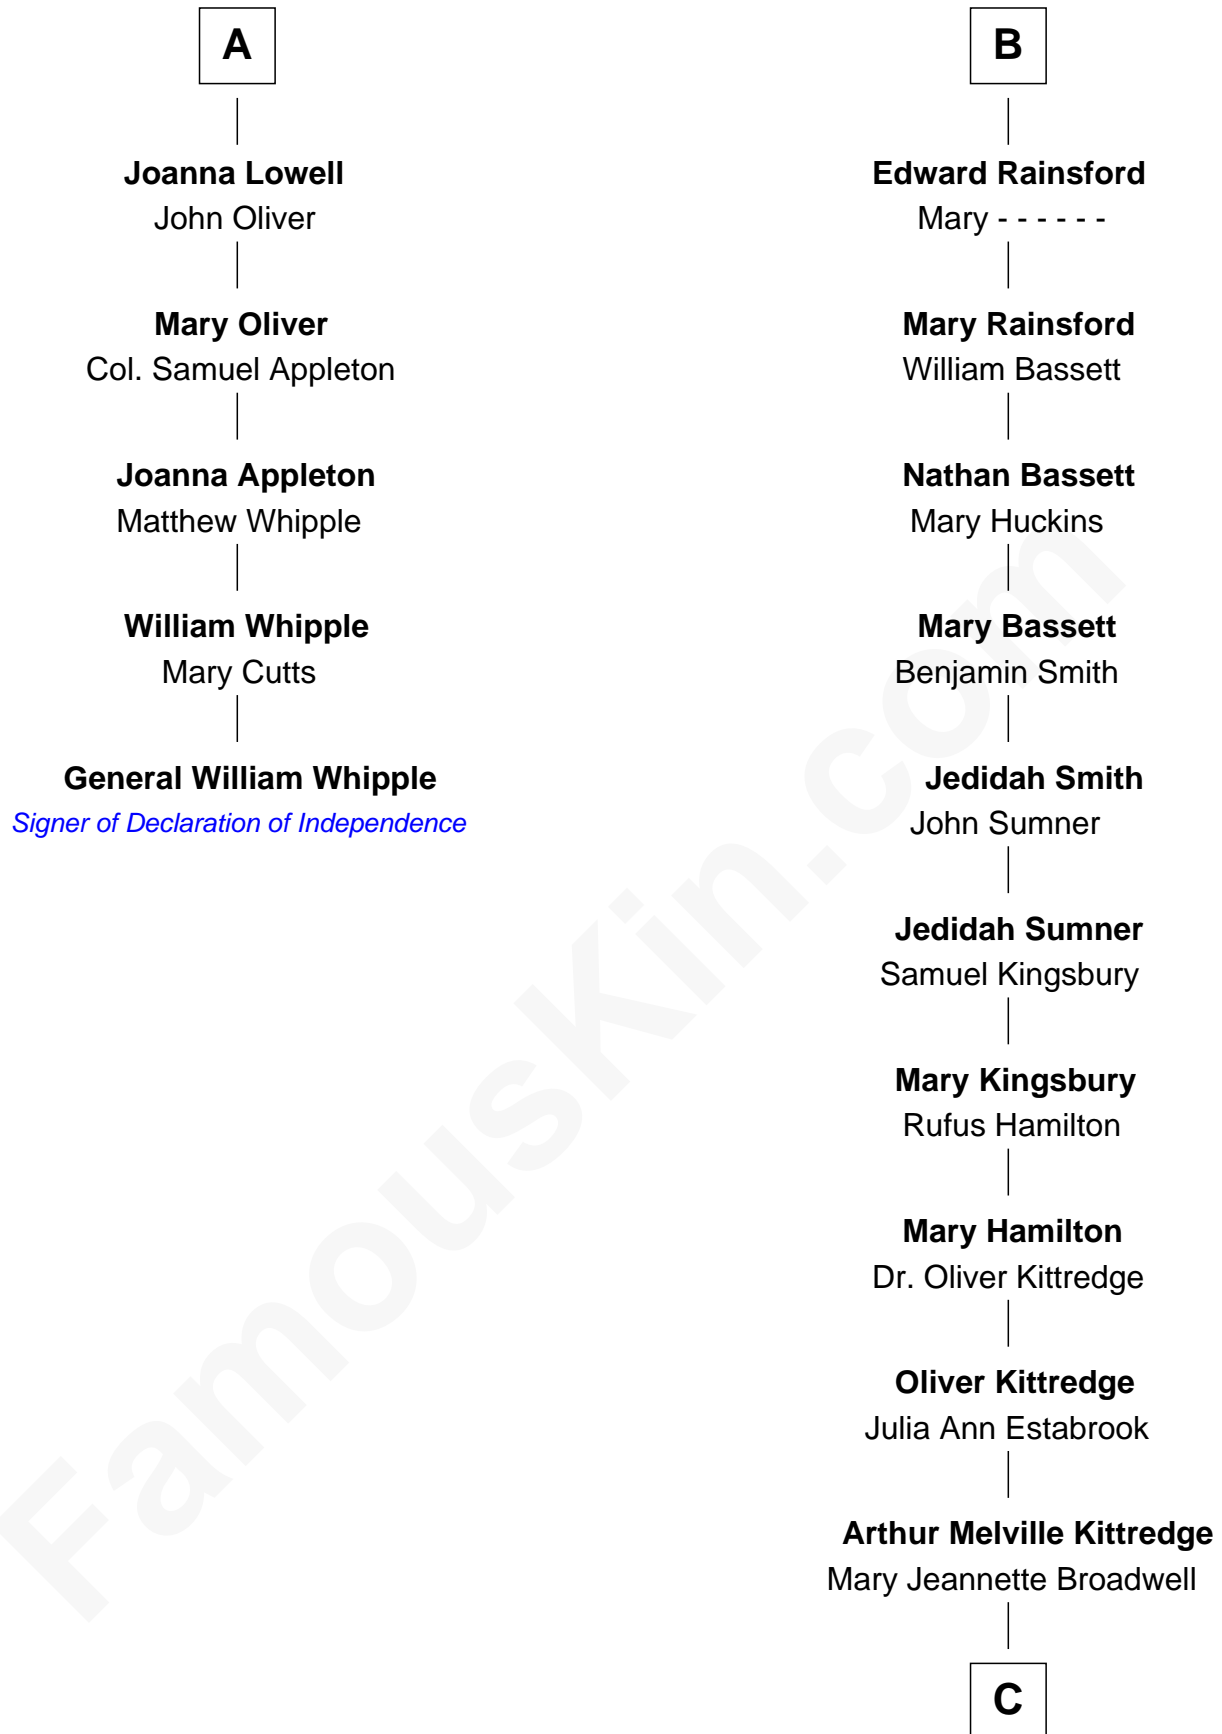 A
Joanna Lowell
John Oliver
Mary Oliver
Col. Samuel Appleton
Joanna Appleton
Matthew Whipple
William Whipple
Mary Cutts
General William Whipple
Signer of Declaration of Independence
B
Edward Rainsford
Mary - - - - - -
Mary Rainsford
William Bassett
Nathan Bassett
Mary Huckins
Mary Bassett
Benjamin Smith
Jedidah Smith
John Sumner
Jedidah Sumner
Samuel Kingsbury
Mary Kingsbury
Rufus Hamilton
Mary Hamilton
Dr. Oliver Kittredge
Oliver Kittredge
Julia Ann Estabrook
Arthur Melville Kittredge
Mary Jeannette Broadwell
C
FamousKin.com